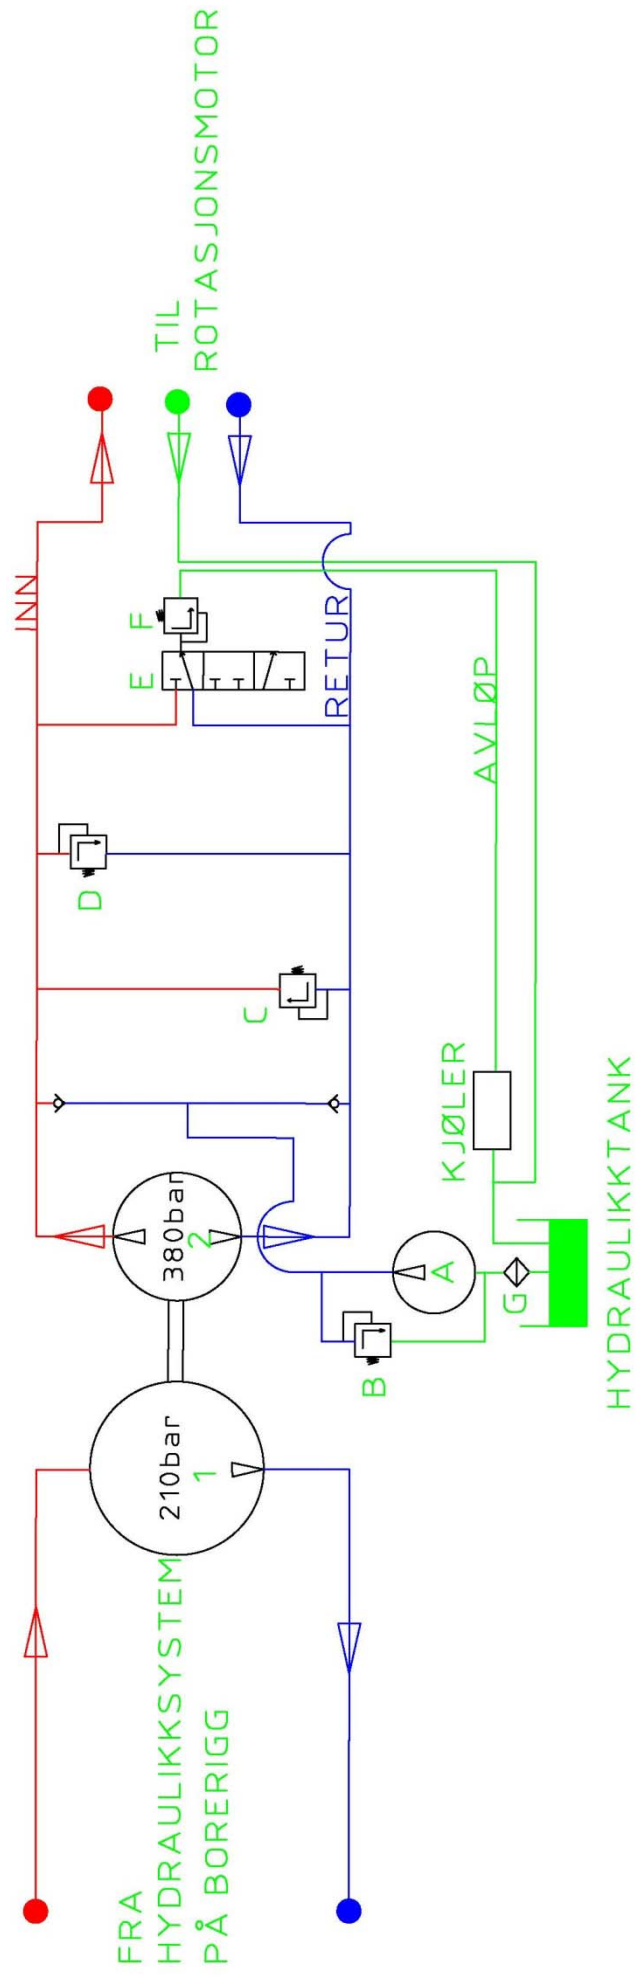 FRA
HYDRAULIKKSYSTEM
PÅ BORERIGG
210bar
1
380bar
2
INN
TIL
ROTASJONSMOTOR
D
C
E
F
RETUR
B
A
G
KJØLER
AVLØP
HYDRAULIKKTANK